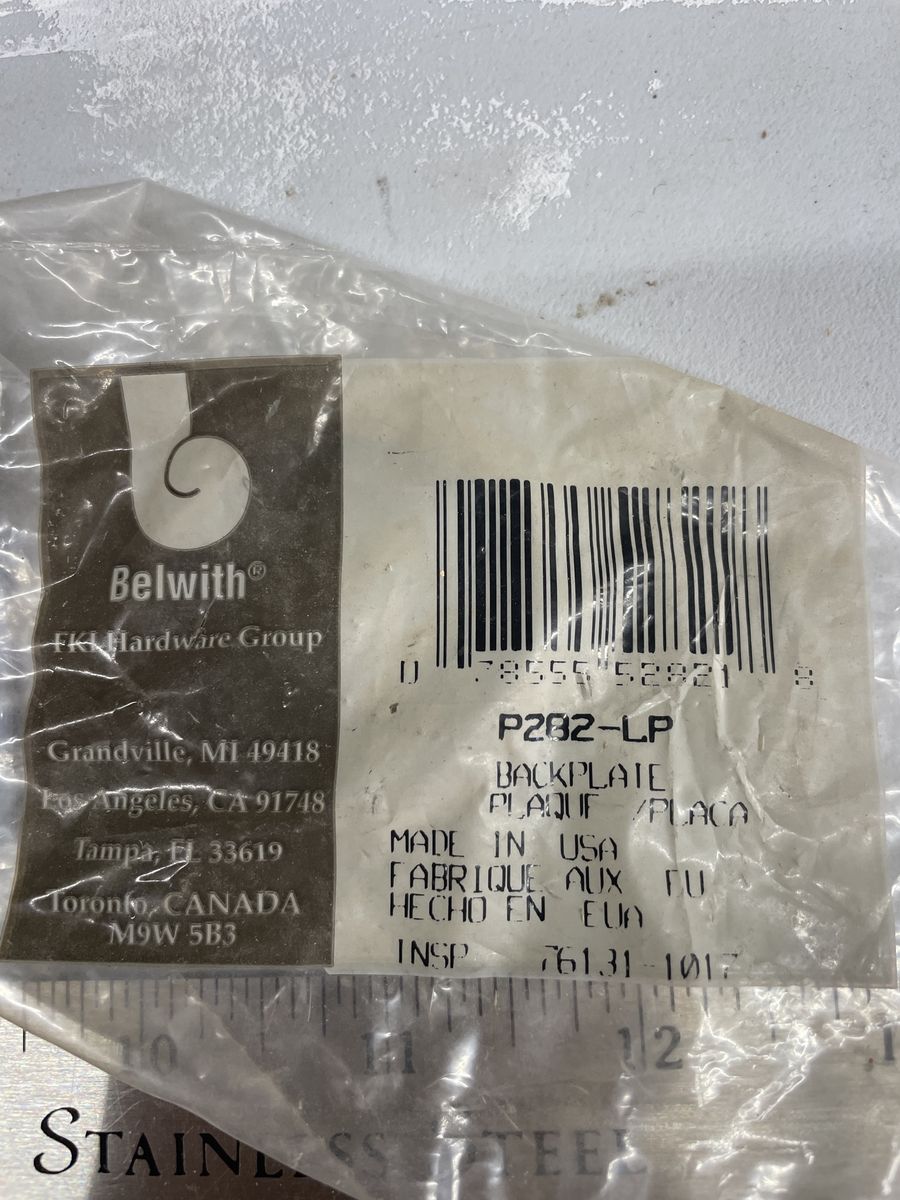 Belwith®
FKI Hardware Group
Grandville, MI 49418
Los Angeles, CA 91748
Tampa, FL 33619
Toronto, CANADA
M9W 5B3
0 78555 52821 8
P282-LP
BACKPLATE
PLAQUE /PLACA
MADE IN USA
FABRIQUE AUX EU
HECHO EN EUA
INSP 76131-1017
10 11 12 1
STAINLESS STEEL